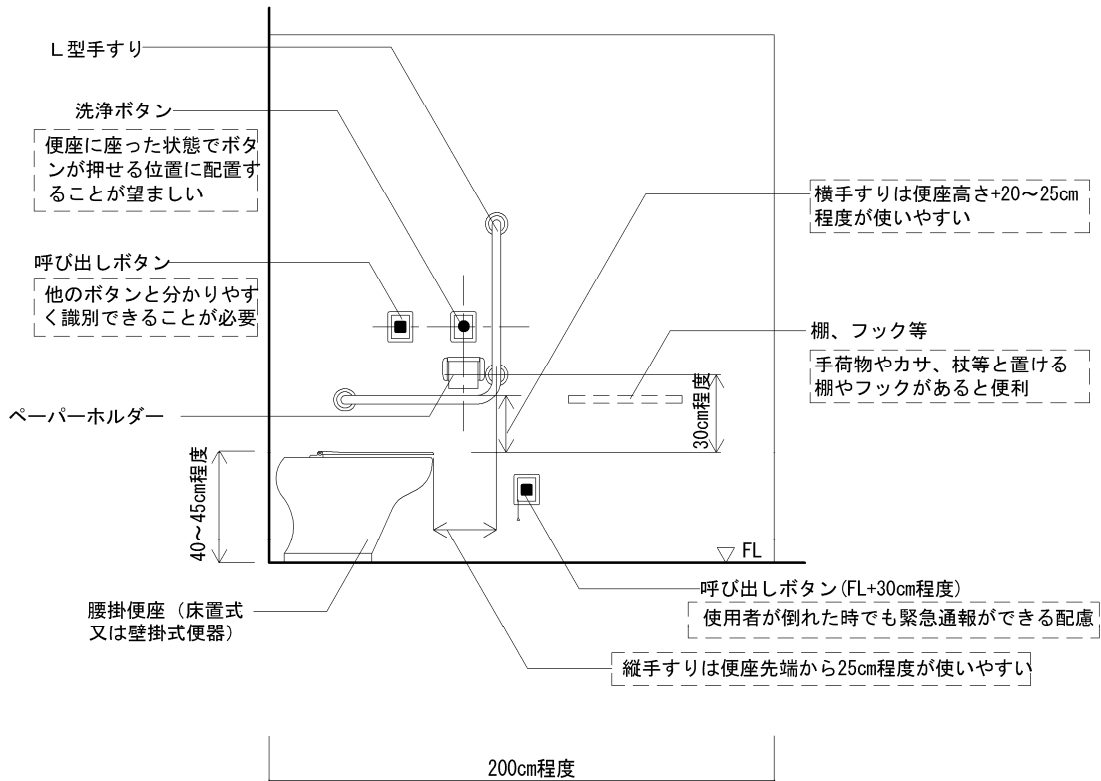 L型手すり
洗浄ボタン
便座に座った状態でボタ
ンが押せる位置に配置す
ることが望ましい
呼び出しボタン
他のボタンと分かりやす
く識別できることが必要
ペーパーホルダー
40～45cm程度
腰掛便座（床置式
又は壁掛式便器）
横手すりは便座高さ+20～25cm
程度が使いやすい
棚、フック等
手荷物やカサ、杖等と置ける
棚やフックがあると便利
30cm程度
FL
呼び出しボタン(FL+30cm程度)
使用者が倒れた時でも緊急通報ができる配慮
縦手すりは便座先端から25cm程度が使いやすい
200cm程度